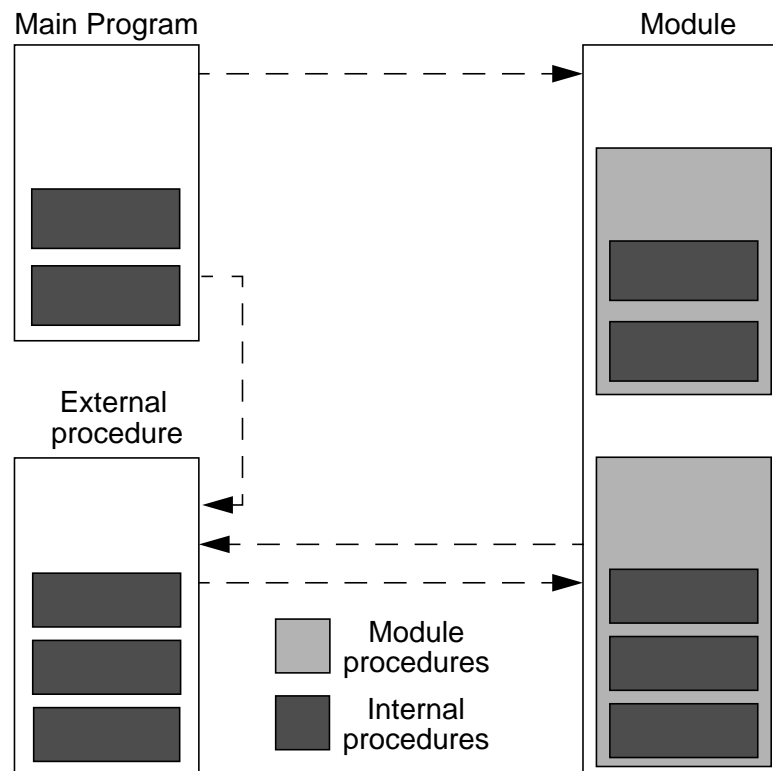 Main Program
Module
External
procedure
Module
procedures
Internal
procedures